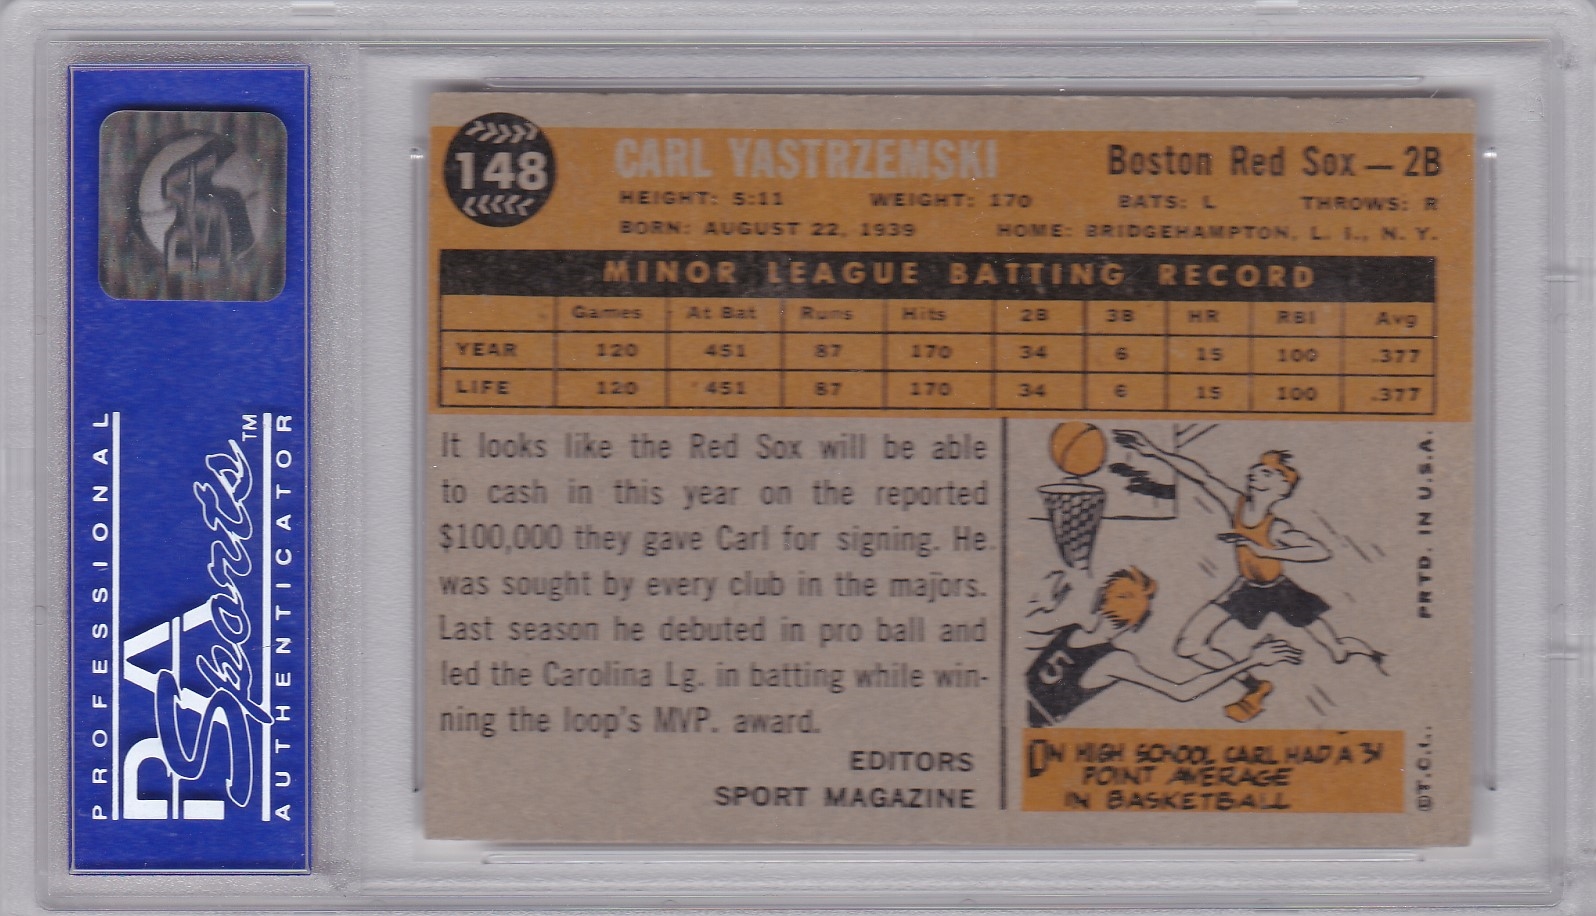 PROFESSIONAL
PSA
Sports™
AUTHENTICATOR
148
CARL YASTRZEMSKI
Boston Red Sox — 2B
HEIGHT: 5:11 WEIGHT: 170 BATS: L THROWS: R
BORN: AUGUST 22, 1939 HOME: BRIDGEHAMPTON, L. I., N. Y.
MINOR LEAGUE BATTING RECORD
Games At Bat Runs Hits 2B 3B HR RBI Avg
YEAR 120 451 87 170 34 6 15 100 .377
LIFE 120 451 87 170 34 6 15 100 .377
It looks like the Red Sox will be able
to cash in this year on the reported
$100,000 they gave Carl for signing. He
was sought by every club in the majors.
Last season he debuted in pro ball and
led the Carolina Lg. in batting while win-
ning the loop's MVP. award.
EDITORS
SPORT MAGAZINE
5
IN HIGH SCHOOL CARL HAD A 31
POINT AVERAGE
IN BASKETBALL
©T.C.G. PRTD. IN U.S.A.